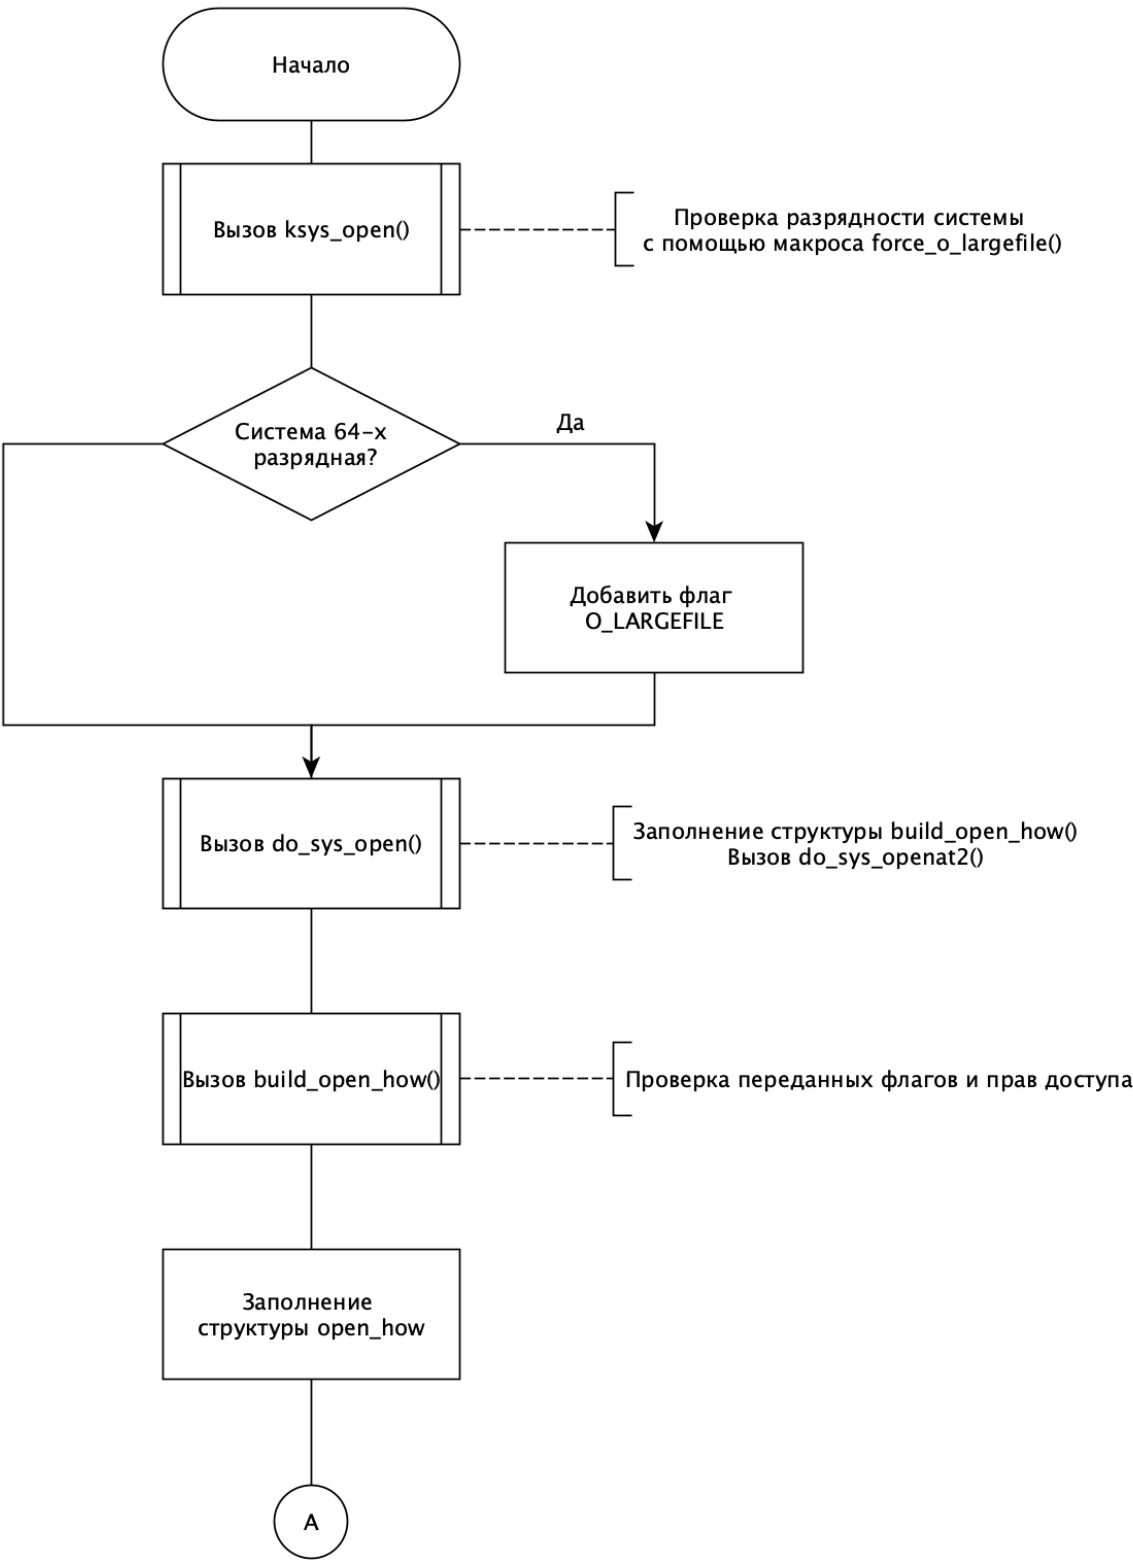 Начало
Вызов ksys_open()
Проверка разрядности системы
с помощью макроса force_o_largefile()
Система 64-х
разрядная?
Да
Добавить флаг
O_LARGEFILE
Вызов do_sys_open()
Заполнение структуры build_open_how()
Вызов do_sys_openat2()
Вызов build_open_how()
Проверка переданных флагов и прав доступа
Заполнение
структуры open_how
А